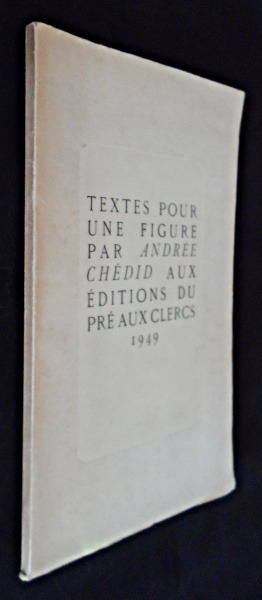 TEXTES POUR
UNE FIGURE
PAR ANDRÉE
CHÉDID AUX
ÉDITIONS DU
PRÉ AUX CLERCS
1949